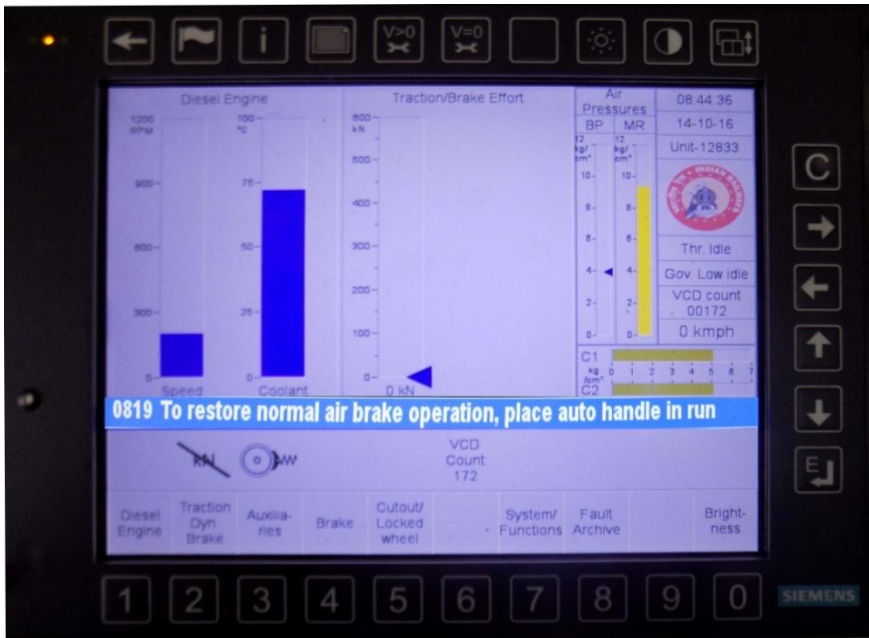 i
V>0
V=0
Diesel Engine
Traction/Brake Effort
Air Pressures
BP MR
08:44:36
14-10-16
Unit-12833
Thr. Idle
Gov. Low idle
VCD count
00172
0 kmph
1200
RPM
900
600
300
0
Speed
100
°C
75
50
25
0
Coolant
600
kN
500
400
300
200
100
0
0 kN
12
kg/
cm²
10
8
6
4
2
0
12
kg/
cm²
10
8
6
4
2
0
C1
kg
/cm²
0 1 2 3 4 5 6 7
C2
0819 To restore normal air brake operation, place auto handle in run
kN
VCD
Count
172
Diesel
Engine
Traction
Dyn.
Brake
Auxilia-
ries
Brake
Cutout/
Locked
wheel
System/
Functions
Fault
Archive
Bright-
ness
C
E
1 2 3 4 5 6 7 8 9 0
SIEMENS